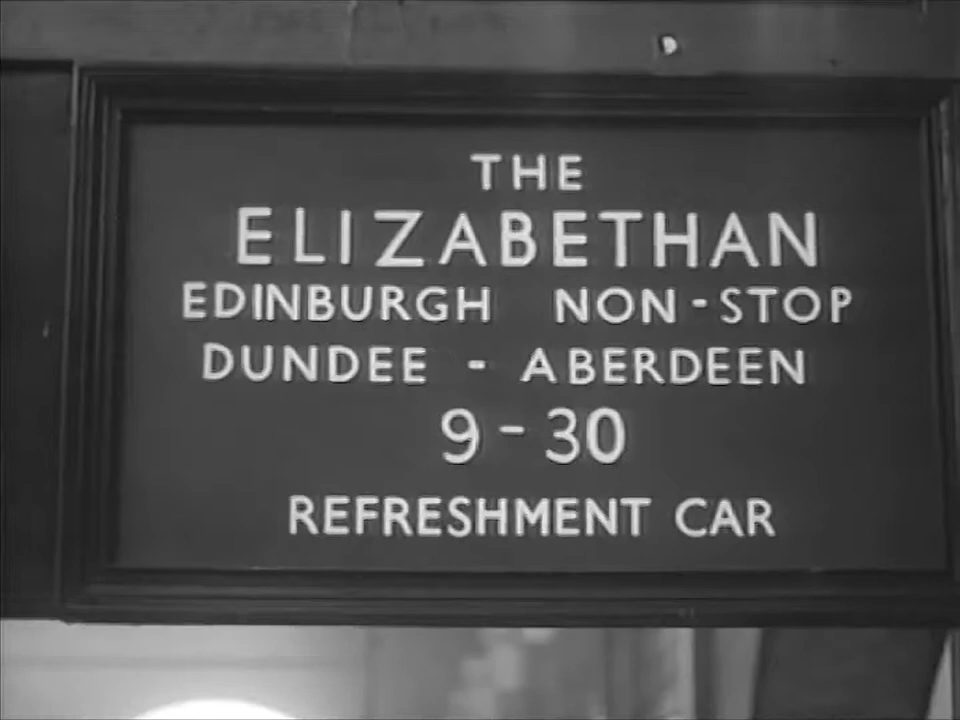 THE
ELIZABETHAN
EDINBURGH NON-STOP
DUNDEE - ABERDEEN
9-30
REFRESHMENT CAR